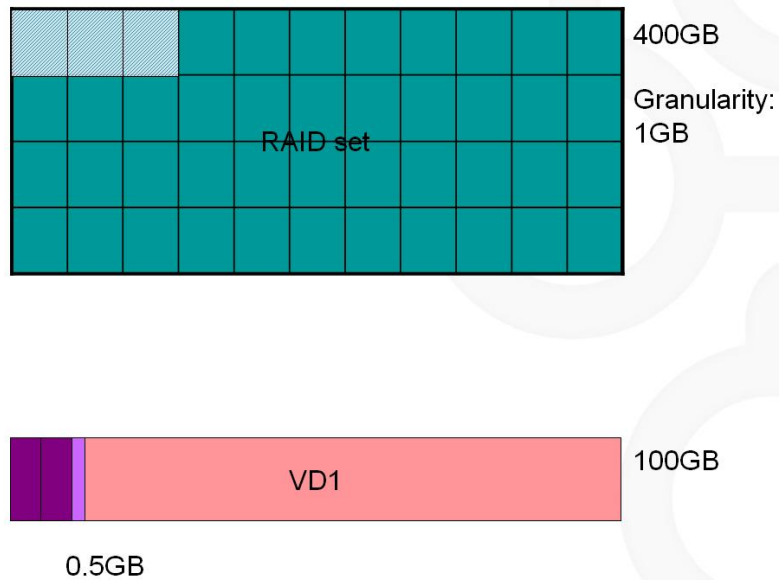 400GB
Granularity:
1GB
RAID set
VD1
100GB
0.5GB